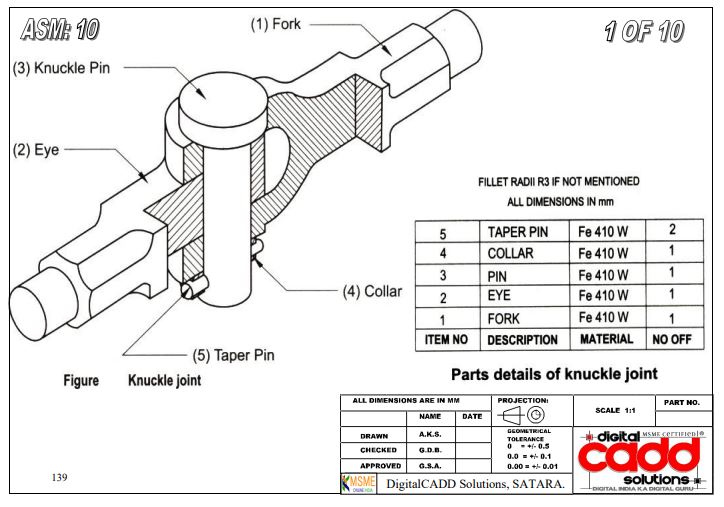 ASM: 10
1 OF 10
(1) Fork
(3) Knuckle Pin
(2) Eye
(4) Collar
(5) Taper Pin
Figure Knuckle joint
FILLET RADII R3 IF NOT MENTIONED
ALL DIMENSIONS IN mm
5 TAPER PIN Fe 410 W 2
4 COLLAR Fe 410 W 1
3 PIN Fe 410 W 1
2 EYE Fe 410 W 1
1 FORK Fe 410 W 1
ITEM NO DESCRIPTION MATERIAL NO OFF
Parts details of knuckle joint
ALL DIMENSIONS ARE IN MM
NAME DATE
DRAWN A.K.S.
CHECKED G.D.B.
APPROVED G.S.A.
PROJECTION:
GEOMETRICAL
TOLERANCE
0 = +/- 0.5
0.0 = +/- 0.1
0.00 = +/- 0.01
SCALE 1:1
PART NO.
MSME
ONLINE INDIA
DigitalCADD Solutions, SATARA.
digital MSME CERTIFIED ®
cadd
solutions
DIGITAL INDIA KA DIGITAL GURU
139